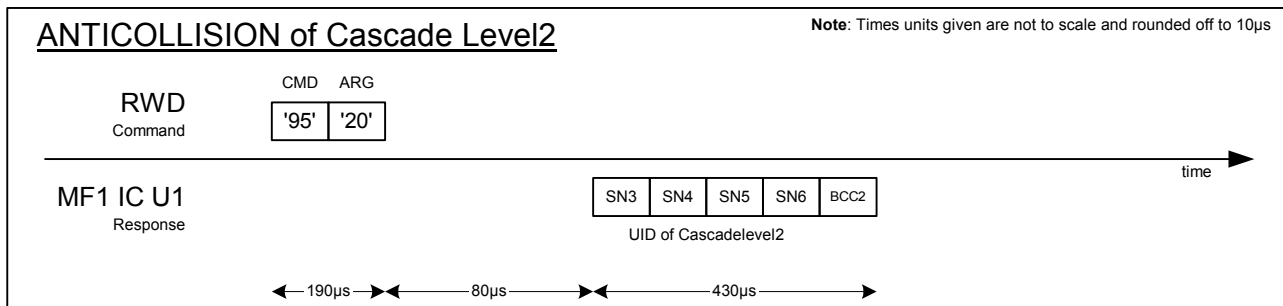 ANTICOLLISION of Cascade Level2
Note: Times units given are not to scale and rounded off to 10µs
CMD ARG
RWD
Command
'95' '20'
time
MF1 IC U1
Response
SN3 SN4 SN5 SN6 BCC2
UID of Cascadelevel2
190µs 80µs 430µs